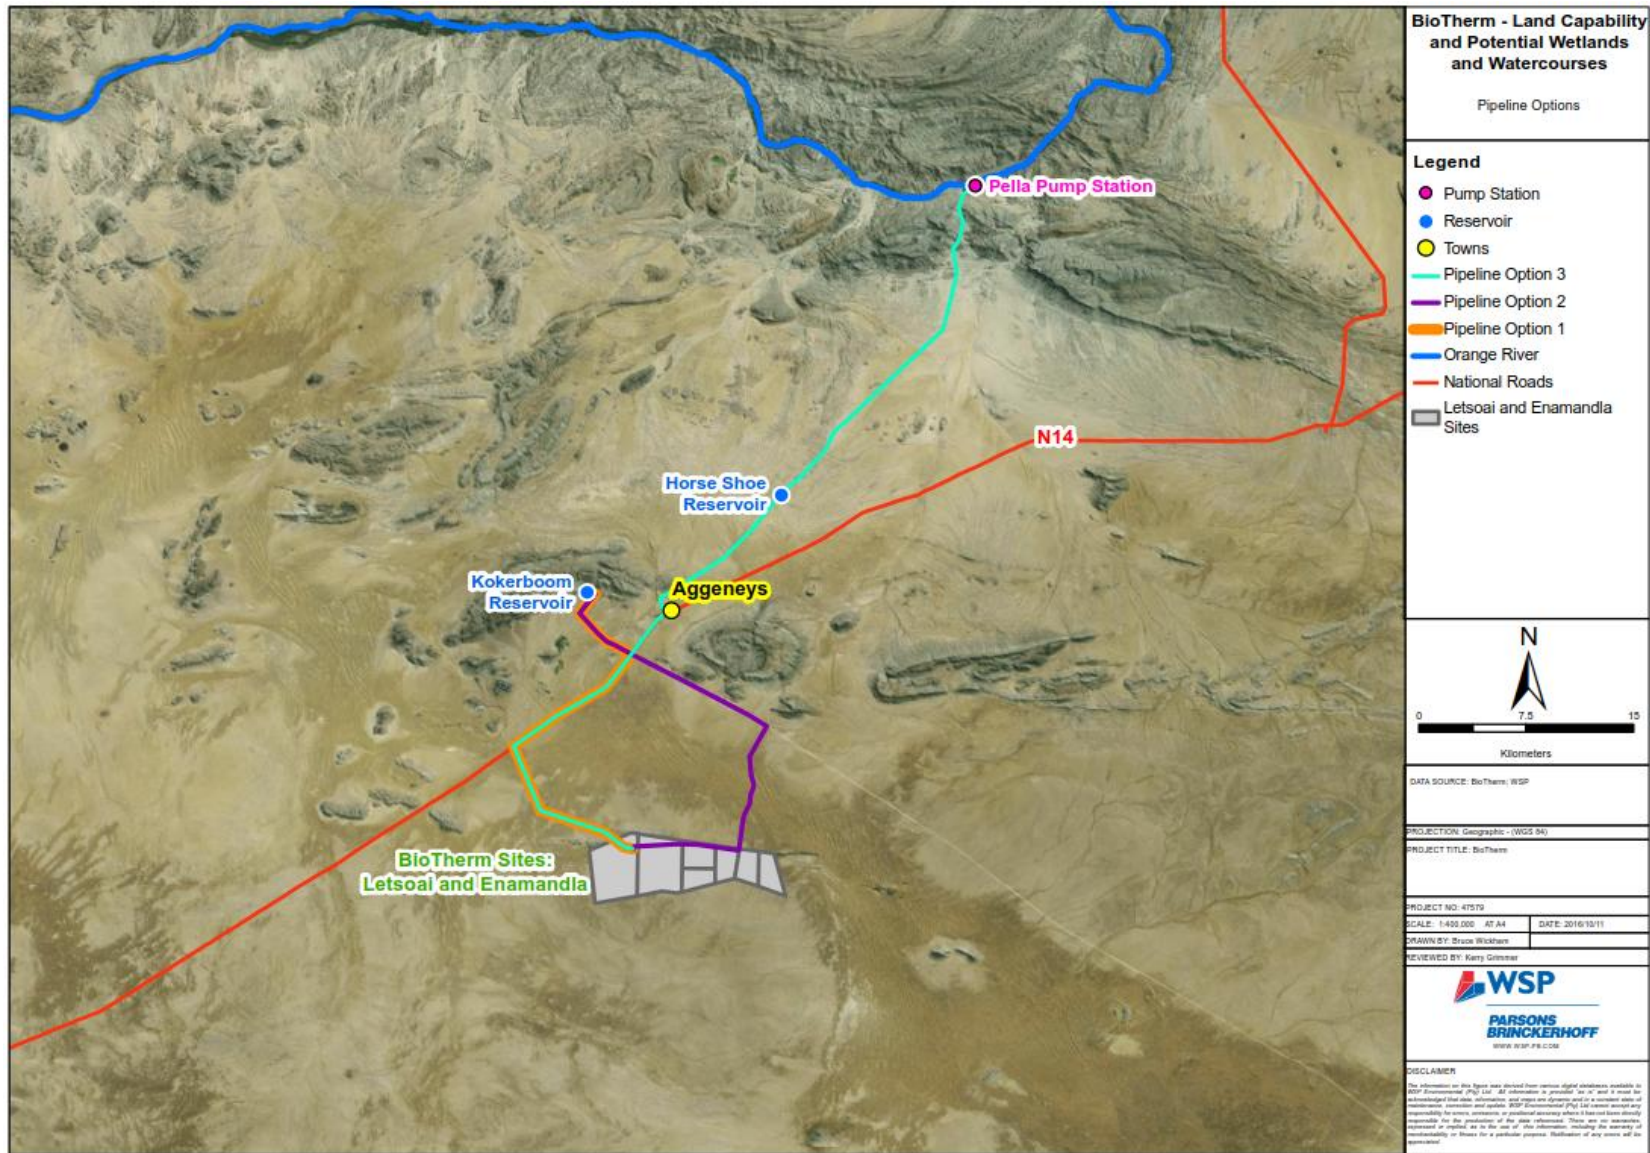 BioTherm - Land Capability
and Potential Wetlands
and Watercourses
Pipeline Options
Legend
Pump Station
Reservoir
Towns
Pipeline Option 3
Pipeline Option 2
Pipeline Option 1
Orange River
National Roads
Letsoai and Enamandla
Sites
Pella Pump Station
N14
Horse Shoe
Reservoir
Kokerboom
Reservoir
Aggeneys
BioTherm Sites:
Letsoai and Enamandla
N
0 7.5 15
Kilometers
DATA SOURCE: BioTherm; WSP
PROJECTION: Geographic - (WGS 84)
PROJECT TITLE: BioTherm
PROJECT NO: 47579
SCALE: 1:400,000 AT A4 DATE: 2016/10/11
DRAWN BY: Bruce Wickham
REVIEWED BY: Kerry Grimmer
WSP
PARSONS
BRINCKERHOFF
WWW.WSP-PB.COM
DISCLAIMER